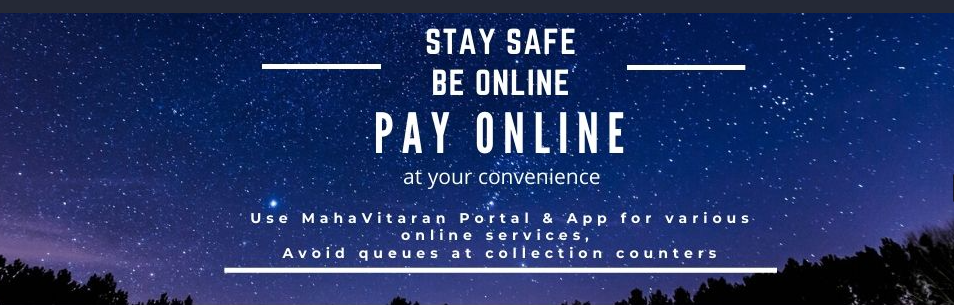 STAY SAFE
BE ONLINE
PAY ONLINE
at your convenience
Use MahaVitaran Portal & App for various
online services,
Avoid queues at collection counters